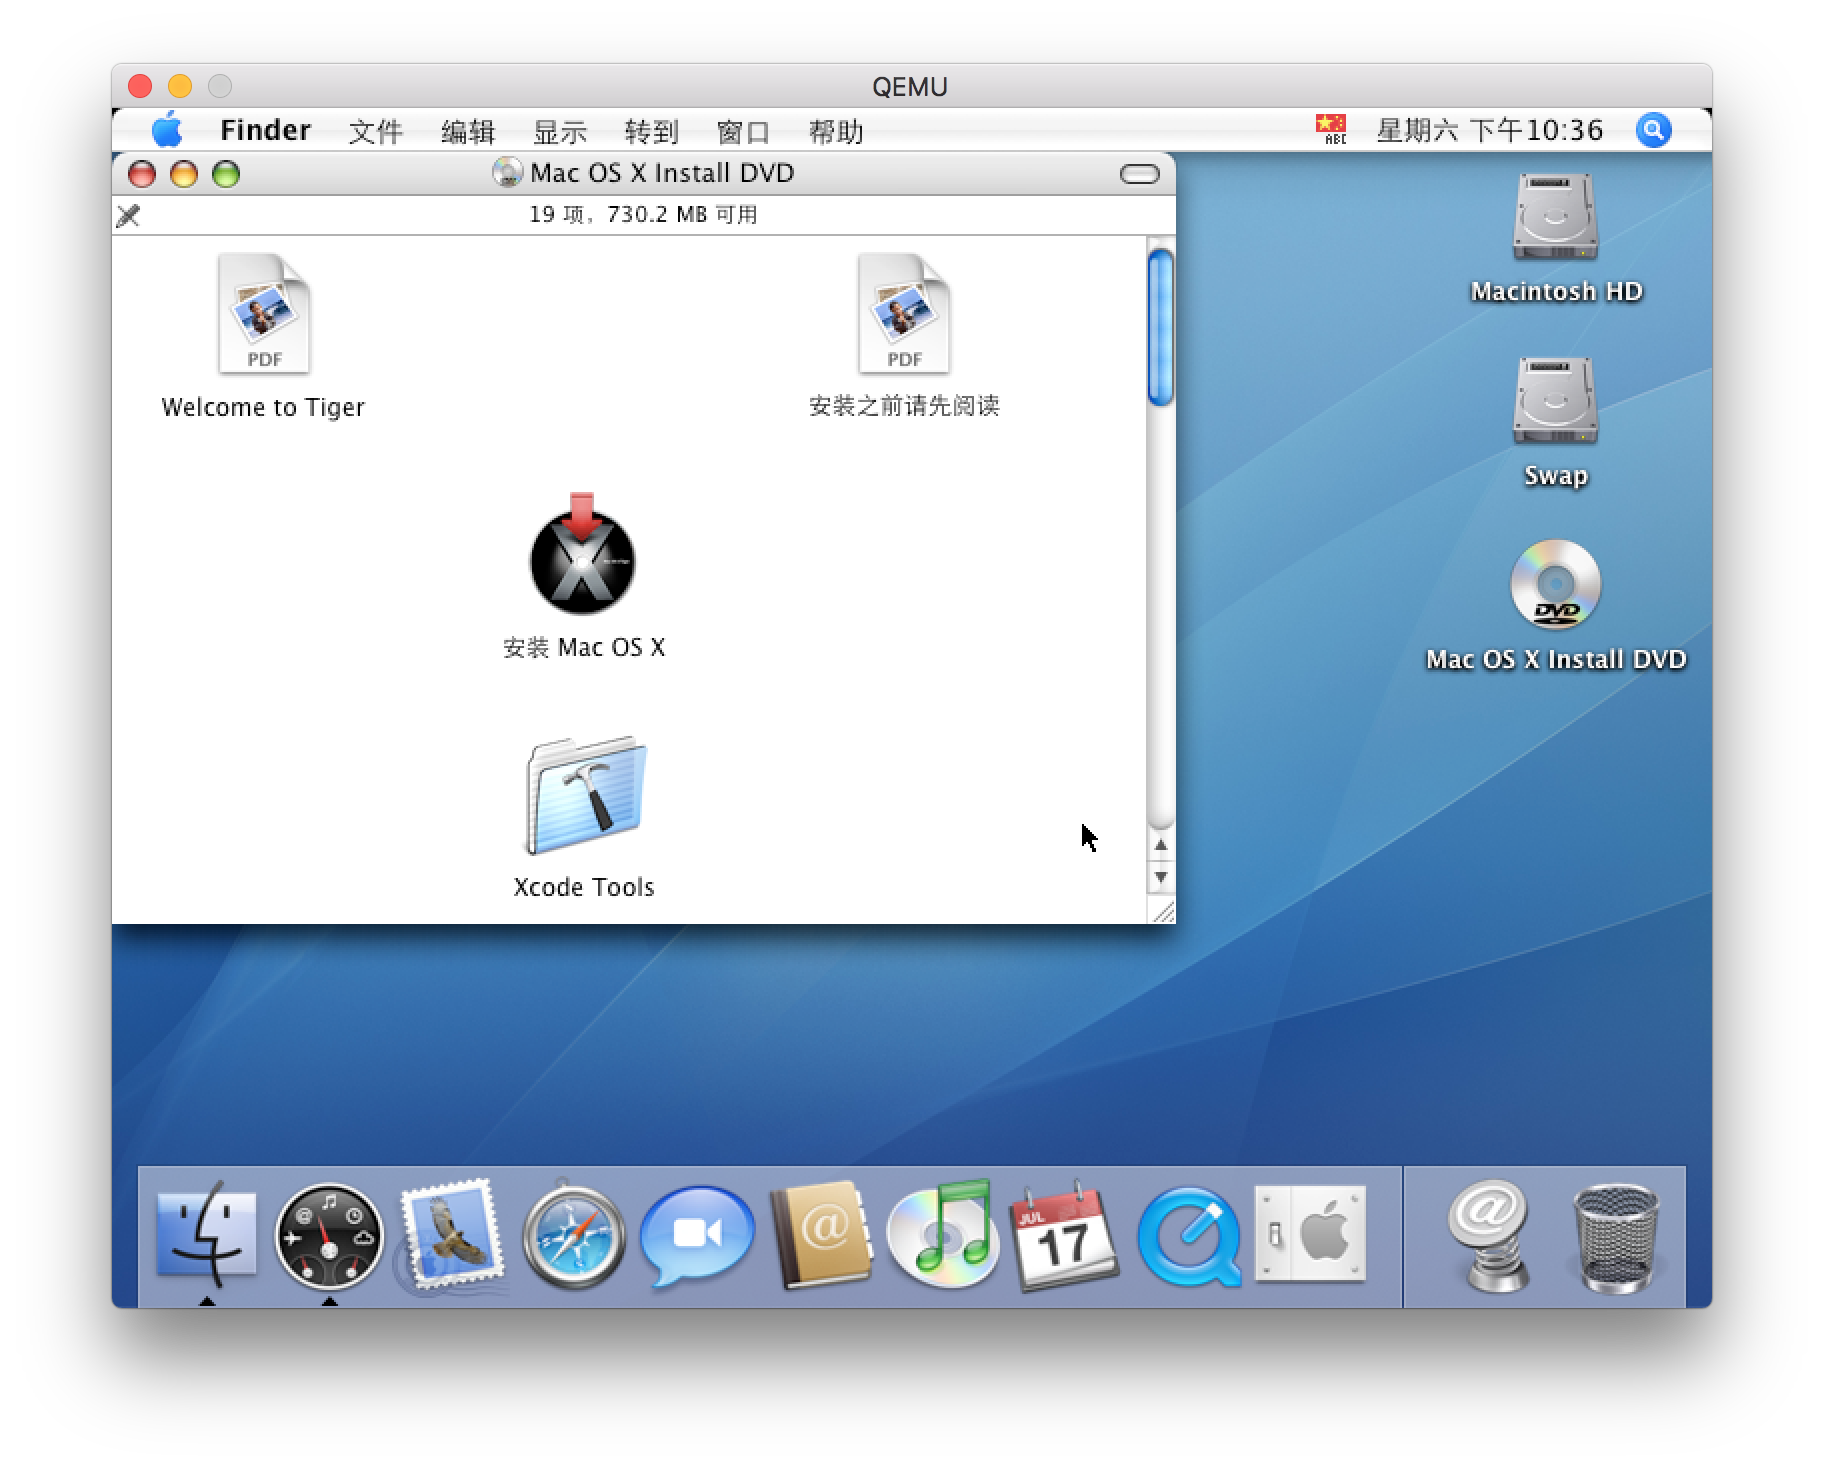 QEMU
Finder 文件 编辑 显示 转到 窗口 帮助 ABC 星期六 下午10:36
Mac OS X Install DVD
19 项，730.2 MB 可用
PDF
Welcome to Tiger
PDF
安装之前请先阅读
安装 Mac OS X
Xcode Tools
Macintosh HD
Swap
DVD
Mac OS X Install DVD
@
@
JUL
17
@